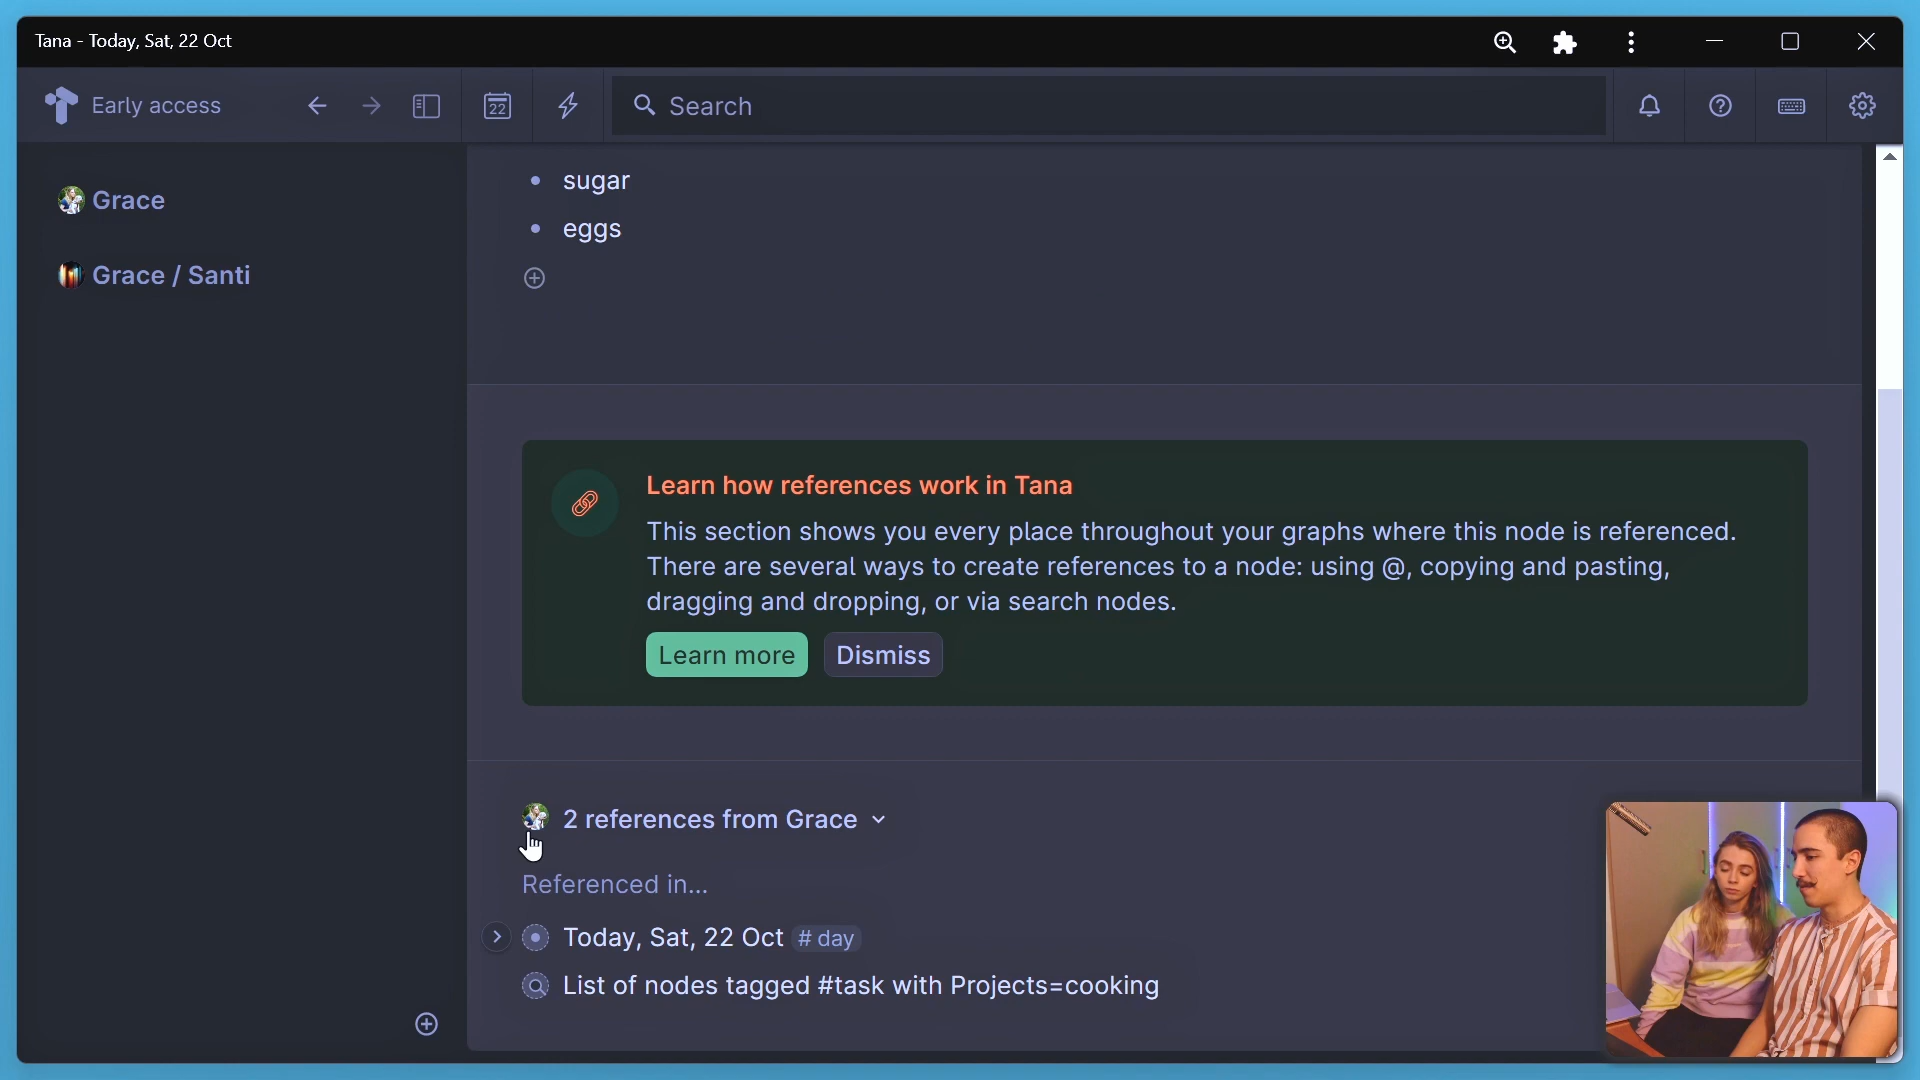 Tana - Today, Sat, 22 Oct
Early access
22
Search
Grace
Grace / Santi
sugar
eggs
Learn how references work in Tana
This section shows you every place throughout your graphs where this node is referenced.
There are several ways to create references to a node: using @, copying and pasting,
dragging and dropping, or via search nodes.
Learn more
Dismiss
2 references from Grace
Referenced in...
Today, Sat, 22 Oct # day
List of nodes tagged #task with Projects=cooking